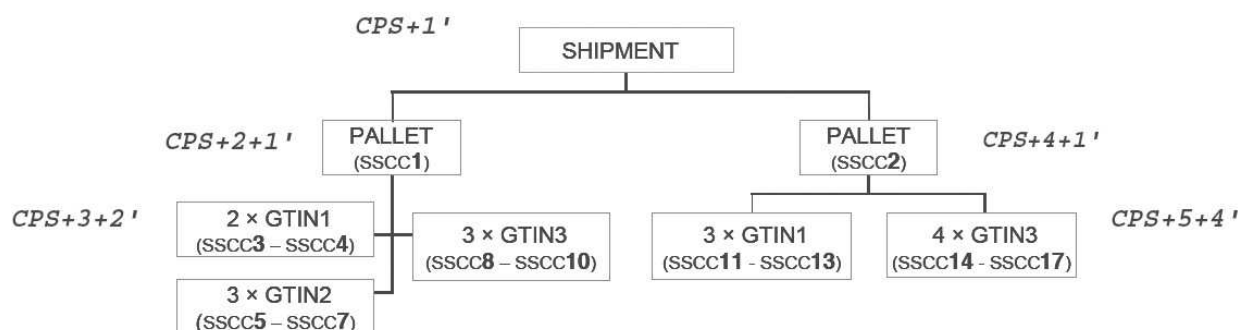 CPS+1'
SHIPMENT
CPS+2+1'
PALLET
(SSCC1)
PALLET
(SSCC2)
CPS+4+1'
CPS+3+2'
2 × GTIN1
(SSCC3 – SSCC4)
3 × GTIN3
(SSCC8 – SSCC10)
3 × GTIN1
(SSCC11 - SSCC13)
4 × GTIN3
(SSCC14 - SSCC17)
CPS+5+4'
3 × GTIN2
(SSCC5 – SSCC7)